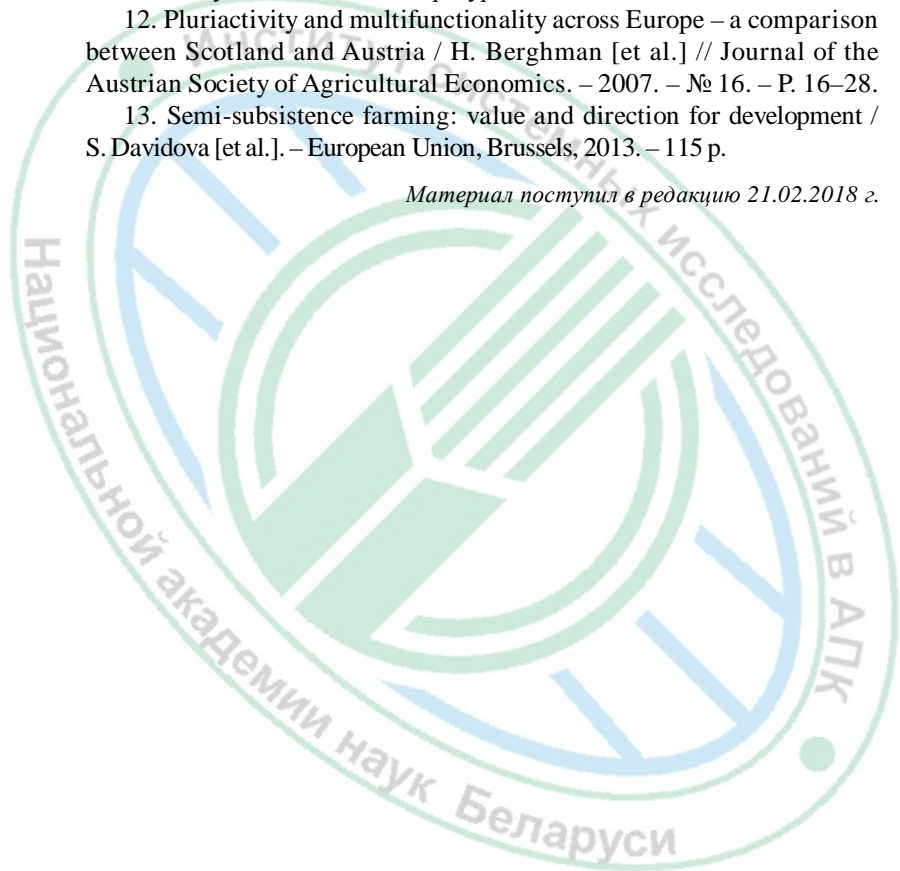 12. Pluriactivity and multifunctionality across Europe – a comparison
between Scotland and Austria / H. Berghman [et al.] // Journal of the
Austrian Society of Agricultural Economics. – 2007. – № 16. – P. 16–28.
13. Semi-subsistence farming: value and direction for development /
S. Davidova [et al.]. – European Union, Brussels, 2013. – 115 p.
Материал поступил в редакцию 21.02.2018 г.
Институт системных исследований в АПК
Национальной академии наук Беларуси